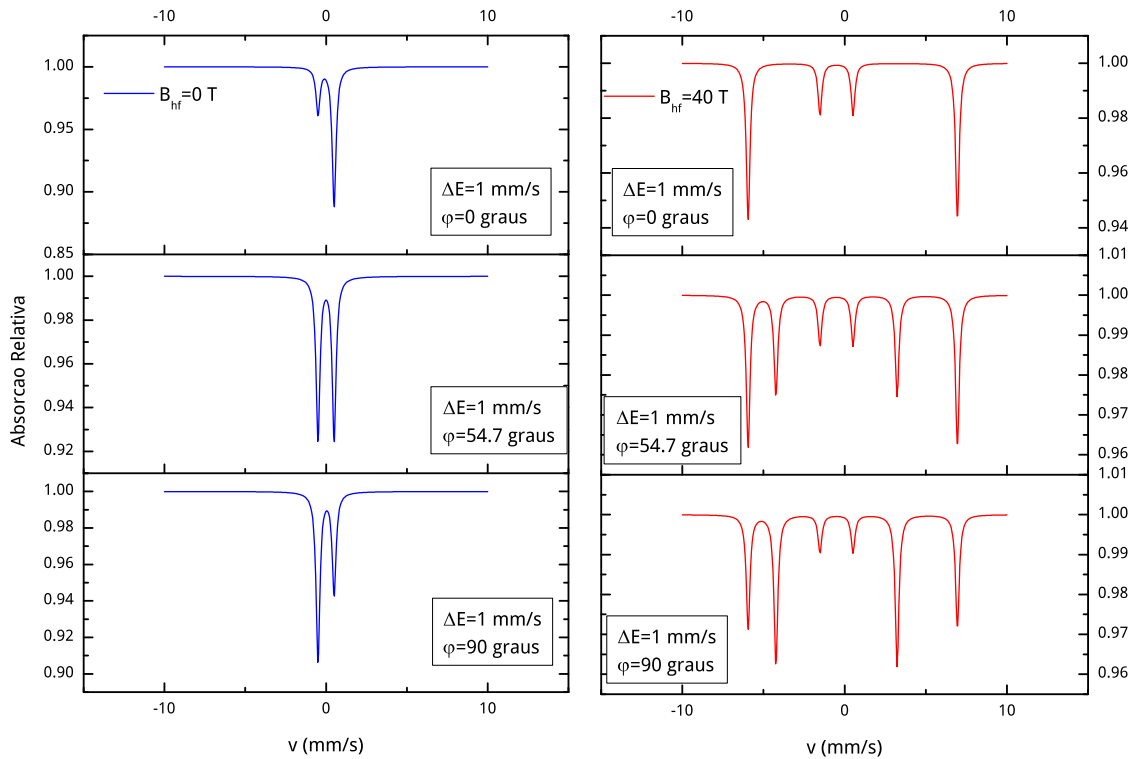 -10 0 10 -10 0 10
1.00
0.95
0.90
0.85
B_hf=0 T
ΔE=1 mm/s
φ=0 graus
1.00
0.98
0.96
0.94
0.92
ΔE=1 mm/s
φ=54.7 graus
1.00
0.98
0.96
0.94
0.92
0.90
ΔE=1 mm/s
φ=90 graus
Absorcao Relativa
-10 0 10
v (mm/s)
B_hf=40 T
1.00
0.98
0.96
0.94
ΔE=1 mm/s
φ=0 graus
1.01
1.00
0.99
0.98
0.97
0.96
ΔE=1 mm/s
φ=54.7 graus
1.01
1.00
0.99
0.98
0.97
0.96
ΔE=1 mm/s
φ=90 graus
-10 0 10
v (mm/s)